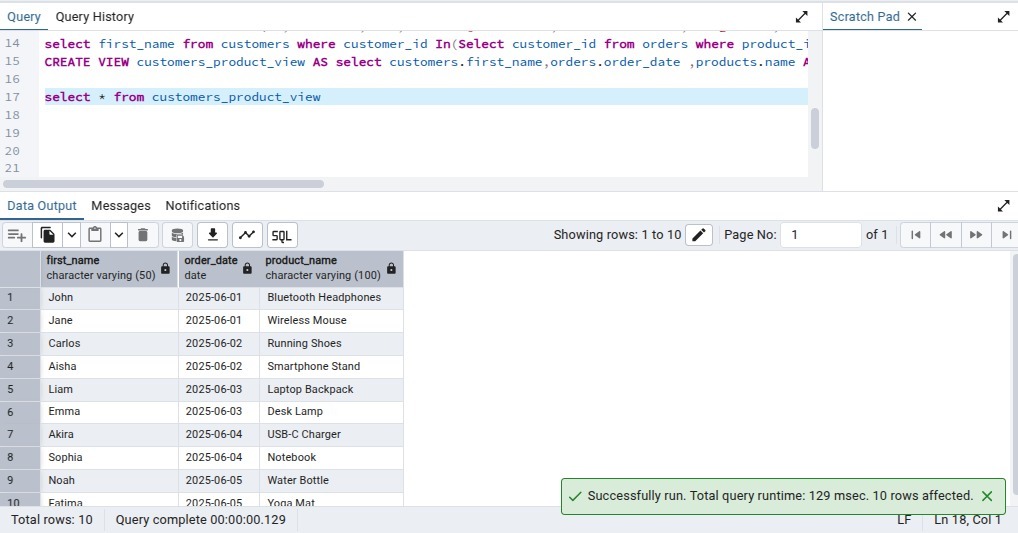 Query Query History Scratch Pad
14 select first_name from customers where customer_id In(Select customer_id from orders where product_i
15 CREATE VIEW customers_product_view AS select customers.first_name,orders.order_date ,products.name A
16
17 select * from customers_product_view
18
19
20
21
Data Output Messages Notifications
SQL Showing rows: 1 to 10 Page No: 1 of 1
first_name order_date product_name
character varying (50) date character varying (100)
1 John 2025-06-01 Bluetooth Headphones
2 Jane 2025-06-01 Wireless Mouse
3 Carlos 2025-06-02 Running Shoes
4 Aisha 2025-06-02 Smartphone Stand
5 Liam 2025-06-03 Laptop Backpack
6 Emma 2025-06-03 Desk Lamp
7 Akira 2025-06-04 USB-C Charger
8 Sophia 2025-06-04 Notebook
9 Noah 2025-06-05 Water Bottle
10 Fatima 2025-06-05 Yoga Mat
Successfully run. Total query runtime: 129 msec. 10 rows affected.
Total rows: 10 Query complete 00:00:00.129 LF Ln 18, Col 1